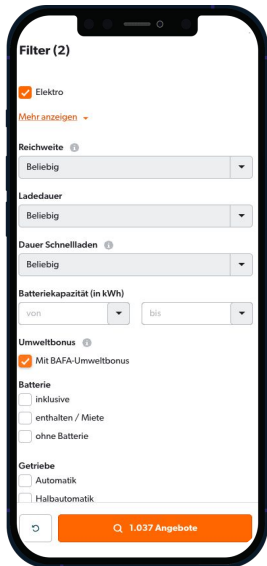 Filter (2)
Elektro
Mehr anzeigen
Reichweite
Beliebig
Ladedauer
Beliebig
Dauer Schnellladen
Beliebig
Batteriekapazität (in kWh)
von bis
Umweltbonus
Mit BAFA-Umweltbonus
Batterie
inklusive
enthalten / Miete
ohne Batterie
Getriebe
Automatik
Halbautomatik
1.037 Angebote